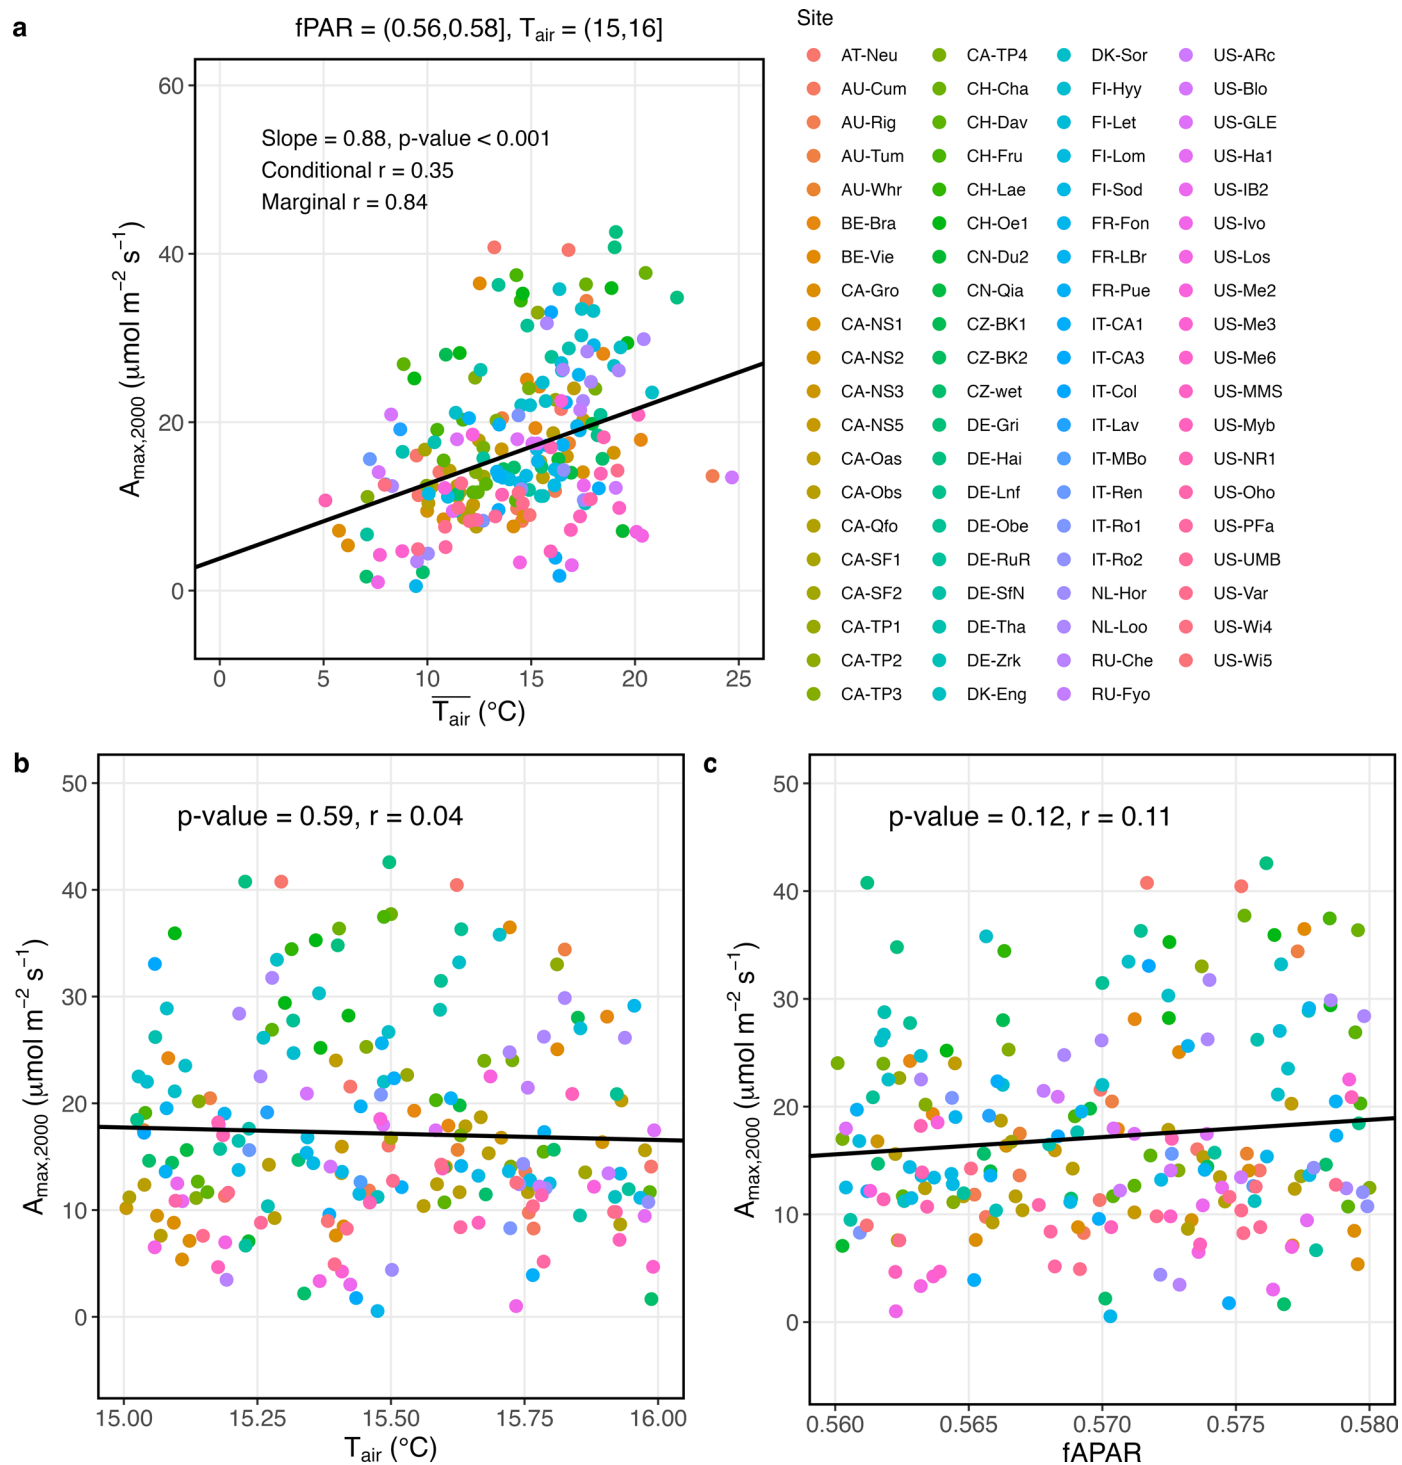 a
fPAR = (0.56,0.58], Tair = (15,16]
Slope = 0.88, p-value < 0.001
Conditional r = 0.35
Marginal r = 0.84
60
40
20
0
Amax,2000 (μmol m−2 s−1)
0 5 10 15 20 25
Tair (°C)
Site
AT-Neu CA-TP4 DK-Sor US-ARc
AU-Cum CH-Cha FI-Hyy US-Blo
AU-Rig CH-Dav FI-Let US-GLE
AU-Tum CH-Fru FI-Lom US-Ha1
AU-Whr CH-Lae FI-Sod US-IB2
BE-Bra CH-Oe1 FR-Fon US-Ivo
BE-Vie CN-Du2 FR-LBr US-Los
CA-Gro CN-Qia FR-Pue US-Me2
CA-NS1 CZ-BK1 IT-CA1 US-Me3
CA-NS2 CZ-BK2 IT-CA3 US-Me6
CA-NS3 CZ-wet IT-Col US-MMS
CA-NS5 DE-Gri IT-Lav US-Myb
CA-Oas DE-Hai IT-MBo US-NR1
CA-Obs DE-Lnf IT-Ren US-Oho
CA-Qfo DE-Obe IT-Ro1 US-PFa
CA-SF1 DE-RuR IT-Ro2 US-UMB
CA-SF2 DE-SfN NL-Hor US-Var
CA-TP1 DE-Tha NL-Loo US-Wi4
CA-TP2 DE-Zrk RU-Che US-Wi5
CA-TP3 DK-Eng RU-Fyo
b
p-value = 0.59, r = 0.04
50
40
30
20
10
0
Amax,2000 (μmol m−2 s−1)
15.00 15.25 15.50 15.75 16.00
Tair (°C)
c
p-value = 0.12, r = 0.11
50
40
30
20
10
0
Amax,2000 (μmol m−2 s−1)
0.560 0.565 0.570 0.575 0.580
fAPAR